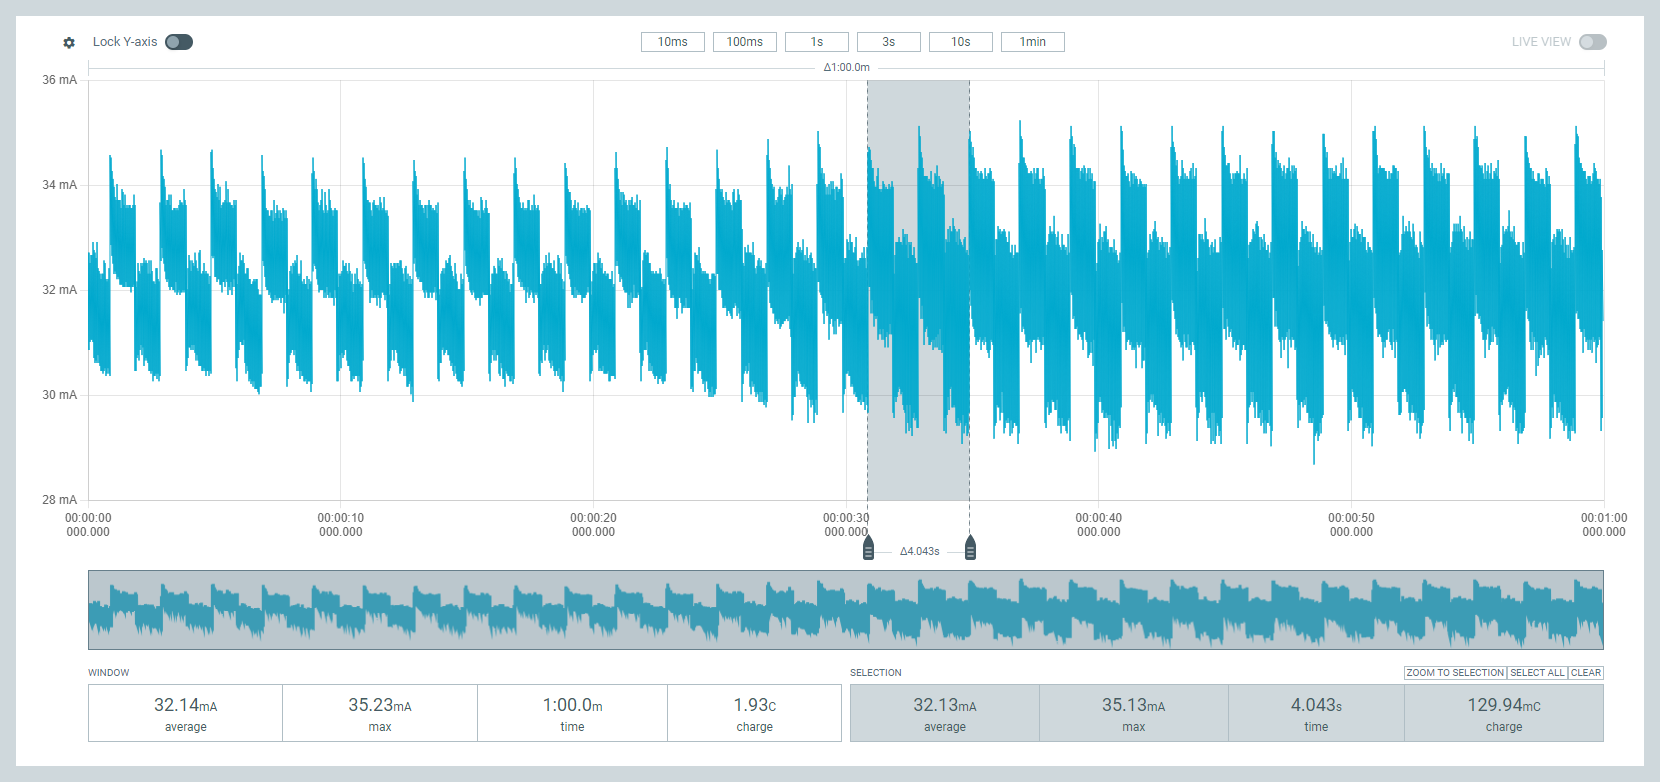 Lock Y-axis
10ms 100ms 1s 3s 10s 1min
LIVE VIEW
Δ1:00.0m
36 mA
34 mA
32 mA
30 mA
28 mA
00:00:00 00:00:10 00:00:20 00:00:30 00:00:40 00:00:50 00:01:00
000.000 000.000 000.000 000.000 000.000 000.000 000.000
Δ4.043s
WINDOW
32.14mA 35.23mA 1:00.0m 1.93C
average max time charge
SELECTION ZOOM TO SELECTION SELECT ALL CLEAR
32.13mA 35.13mA 4.043s 129.94mC
average max time charge